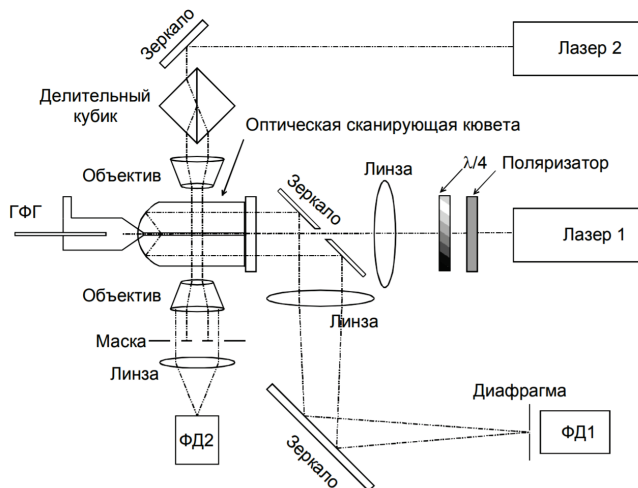 Зеркало
Лазер 2
Делительный
кубик
Оптическая сканирующая кювета
Объектив
Линза
λ/4
Поляризатор
Зеркало
ГФГ
Лазер 1
Объектив
Линза
Маска
Линза
Диафрагма
ФД2
Зеркало
ФД1